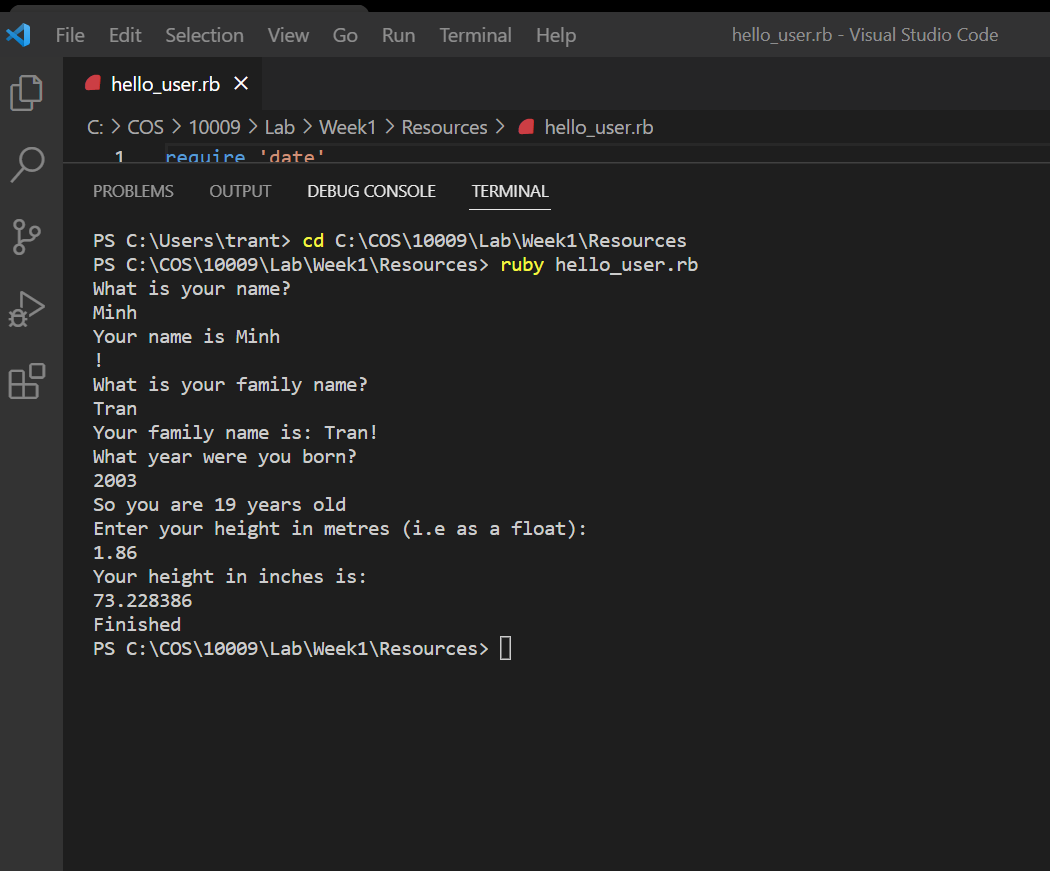 File Edit Selection View Go Run Terminal Help hello_user.rb - Visual Studio Code
hello_user.rb
C: > COS > 10009 > Lab > Week1 > Resources > hello_user.rb
1 require 'date'
PROBLEMS OUTPUT DEBUG CONSOLE TERMINAL
PS C:\Users\trant> cd C:\COS\10009\Lab\Week1\Resources
PS C:\COS\10009\Lab\Week1\Resources> ruby hello_user.rb
What is your name?
Minh
Your name is Minh
!
What is your family name?
Tran
Your family name is: Tran!
What year were you born?
2003
So you are 19 years old
Enter your height in metres (i.e as a float):
1.86
Your height in inches is:
73.228386
Finished
PS C:\COS\10009\Lab\Week1\Resources>